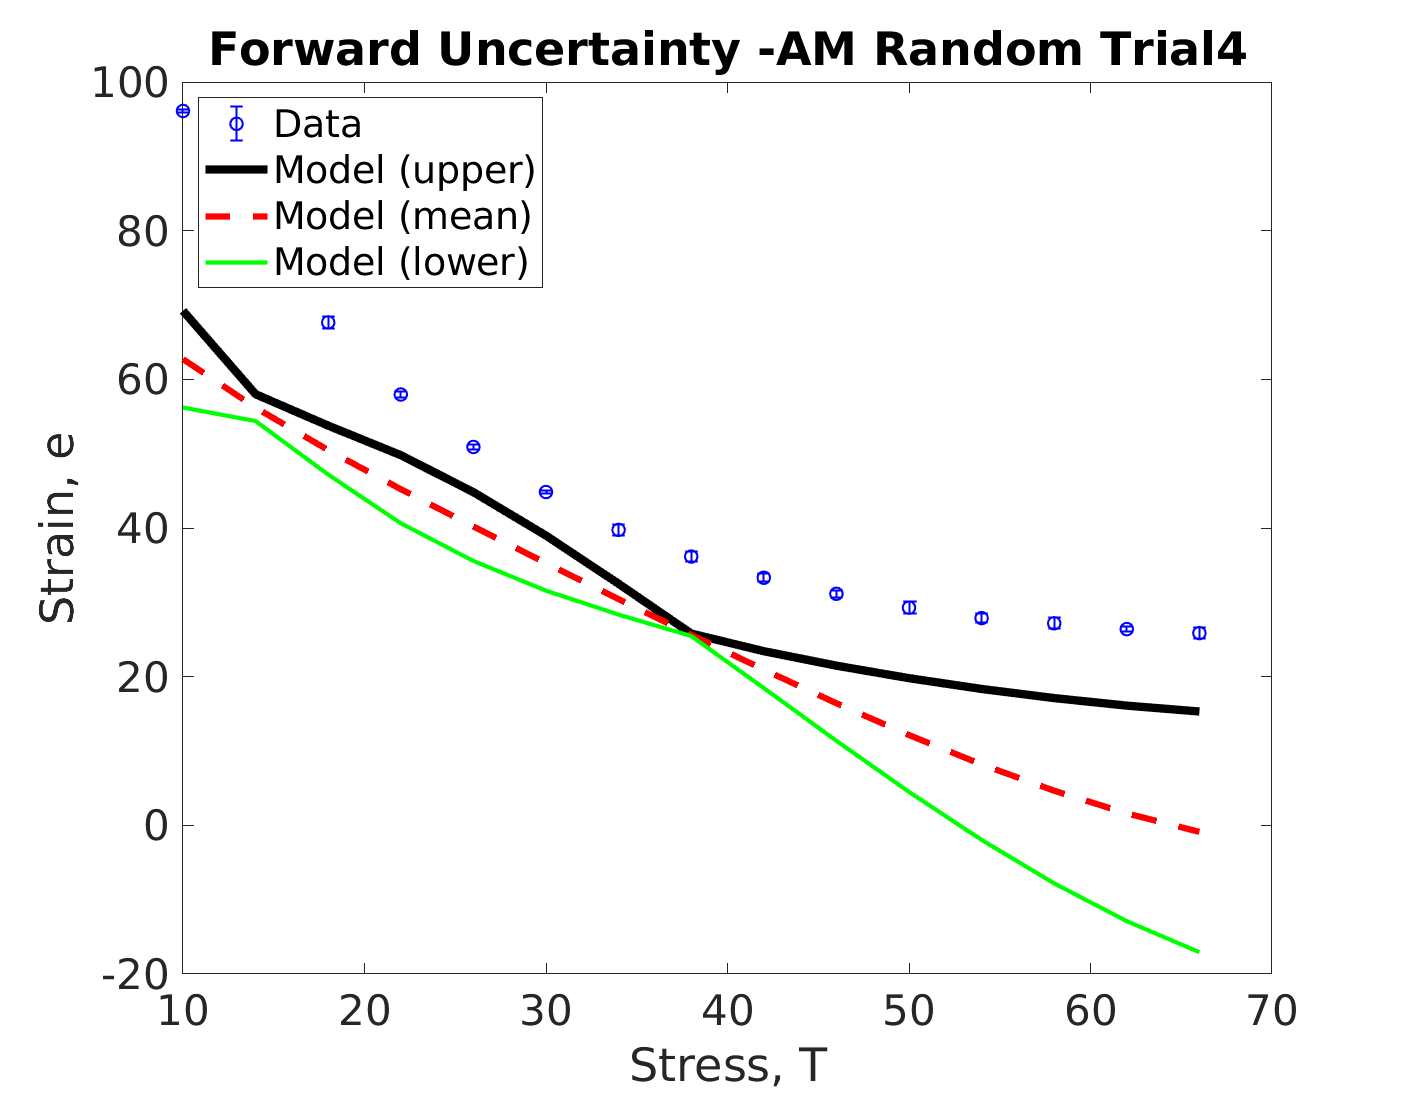 Forward Uncertainty -AM Random Trial4
100
80
60
40
20
0
-20
Strain, e
Data
Model (upper)
Model (mean)
Model (lower)
10 20 30 40 50 60 70
Stress, T